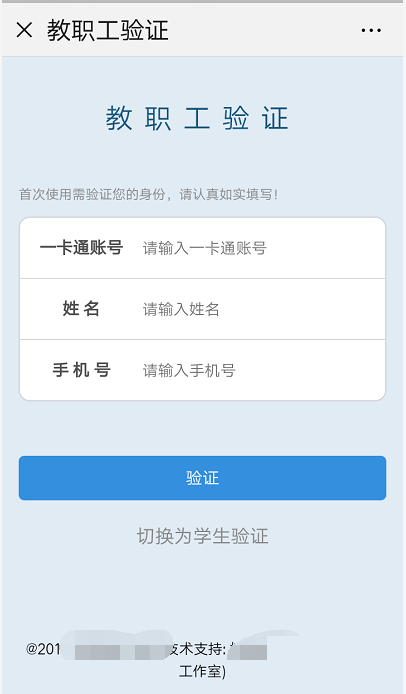 教职工验证
教职工验证
首次使用需验证您的身份，请认真如实填写！
一卡通账号 请输入一卡通账号
姓名 请输入姓名
手机号 请输入手机号
验证
切换为学生验证
@201 技术支持:
工作室)